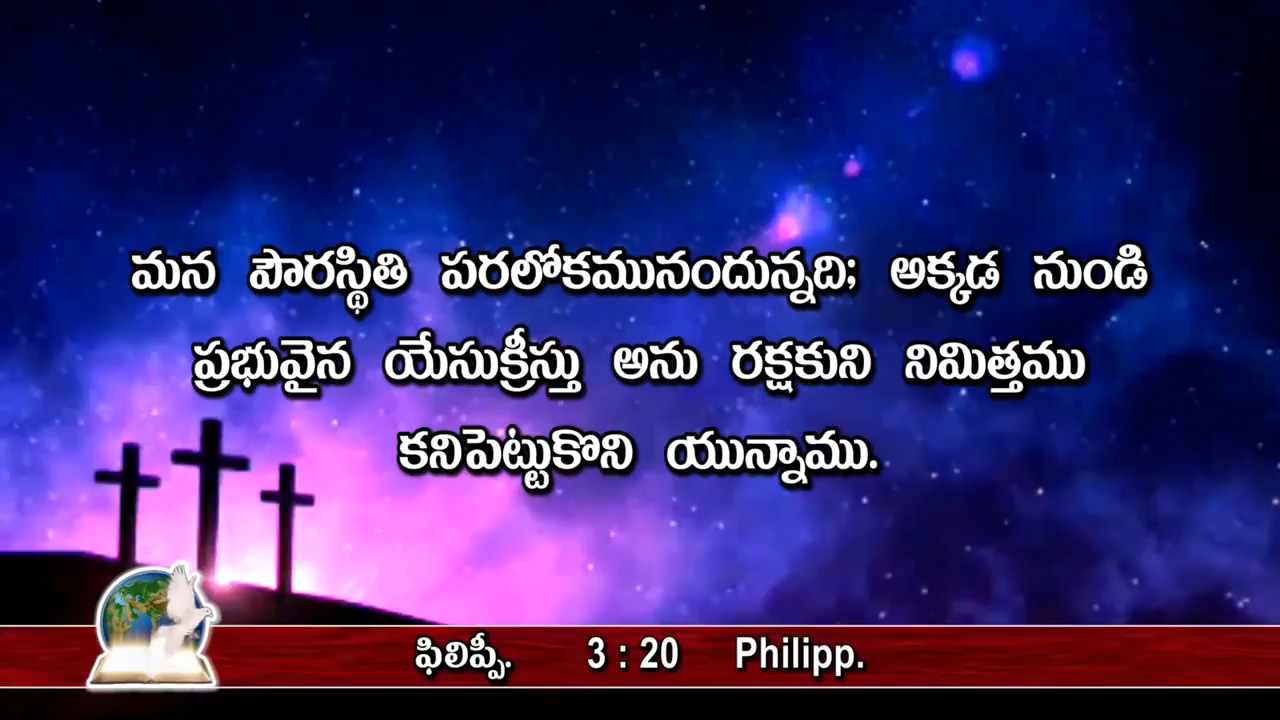 మన పౌరస్థితి పరలోకమునందున్నది; అక్కడ నుండి
ప్రభువైన యేసుక్రీస్తు అను రక్షకుని నిమిత్తము
కనిపెట్టుకొని యున్నాము.
ఫిలిప్పీ. 3 : 20 Philipp.